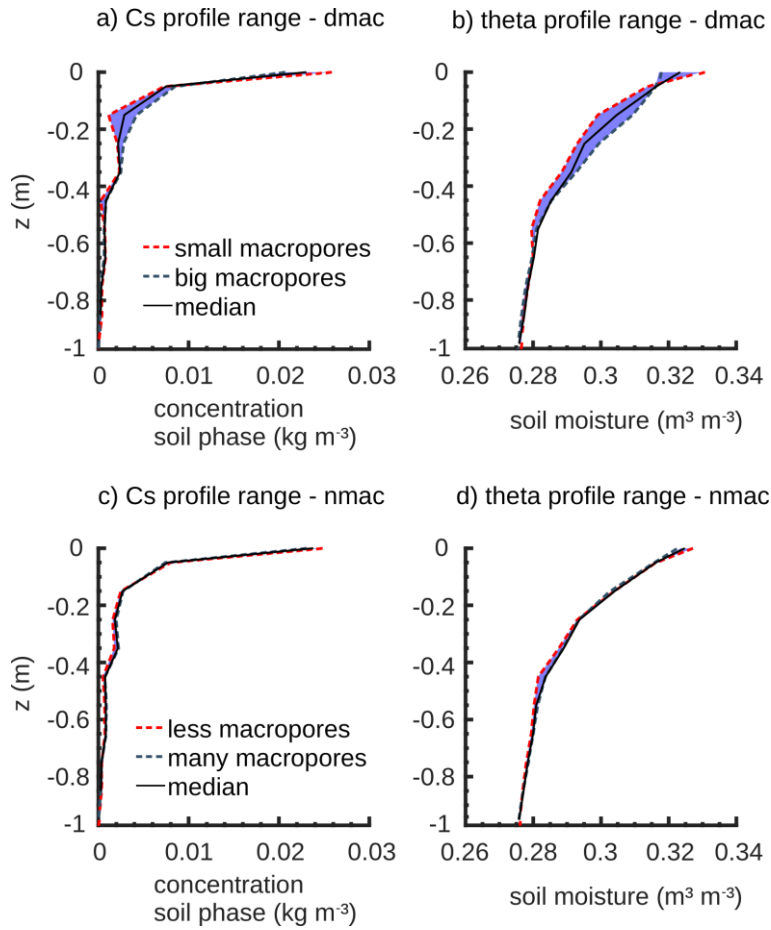 a) Cs profile range - dmac
b) theta profile range - dmac
0
-0.2
-0.4
-0.6
-0.8
-1
z (m)
small macropores
big macropores
median
0 0.01 0.02 0.03
concentration
soil phase (kg m⁻³)
0
-0.2
-0.4
-0.6
-0.8
-1
0.26 0.28 0.3 0.32 0.34
soil moisture (m³ m⁻³)
c) Cs profile range - nmac
d) theta profile range - nmac
0
-0.2
-0.4
-0.6
-0.8
-1
z (m)
less macropores
many macropores
median
0 0.01 0.02 0.03
concentration
soil phase (kg m⁻³)
0
-0.2
-0.4
-0.6
-0.8
-1
0.26 0.28 0.3 0.32 0.34
soil moisture (m³ m⁻³)